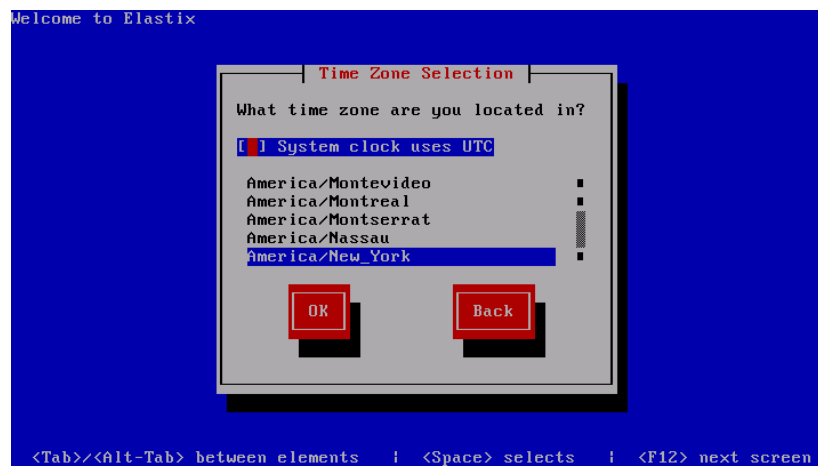 Welcome to Elastix
Time Zone Selection
What time zone are you located in?
[ ] System clock uses UTC
America/Montevideo
America/Montreal
America/Montserrat
America/Nassau
America/New_York
OK Back
<Tab>/<Alt-Tab> between elements | <Space> selects | <F12> next screen